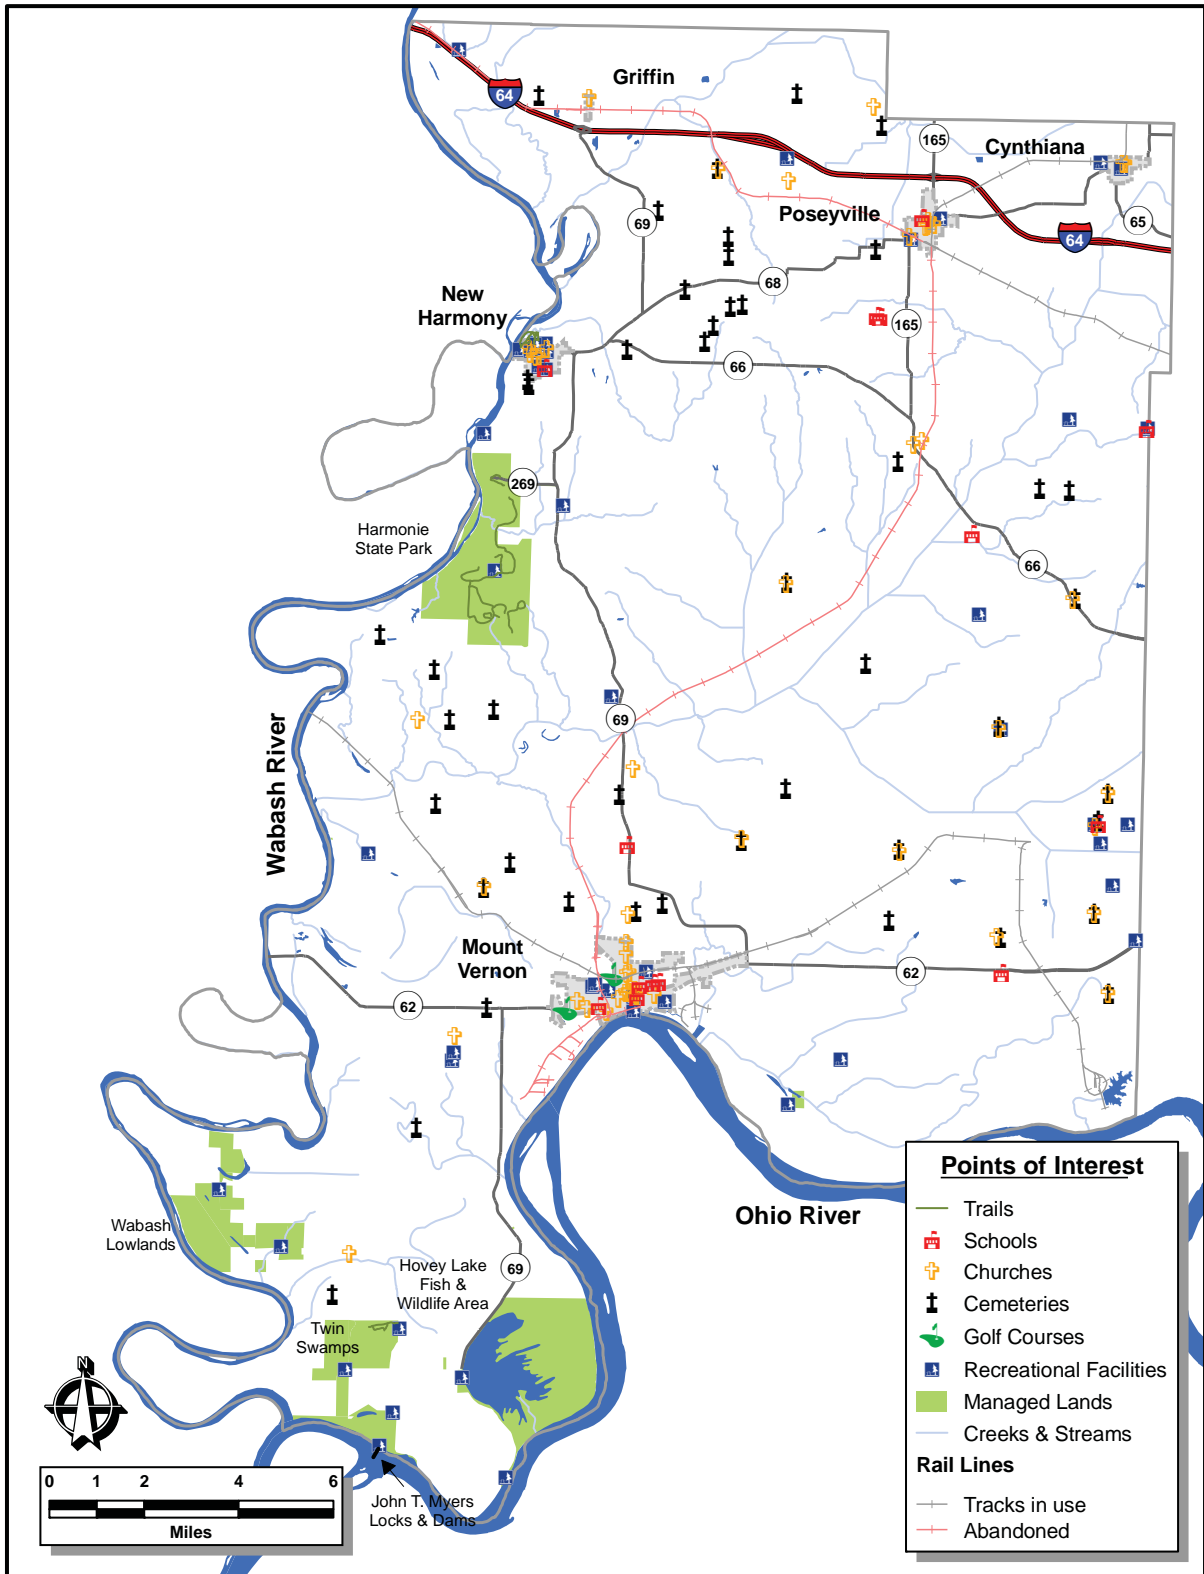 Griffin
64
165
Cynthiana
Poseyville
69
65
64
68
New
Harmony
165
66
269
Harmonie
State Park
66
69
Wabash River
Mount
Vernon
62
62
Ohio River
Wabash
Lowlands
Hovey Lake
Fish &
Wildlife Area
69
Twin
Swamps
N
John T. Myers
Locks & Dams
0 1 2 4 6
Miles
Points of Interest
Trails
Schools
Churches
Cemeteries
Golf Courses
Recreational Facilities
Managed Lands
Creeks & Streams
Rail Lines
Tracks in use
Abandoned